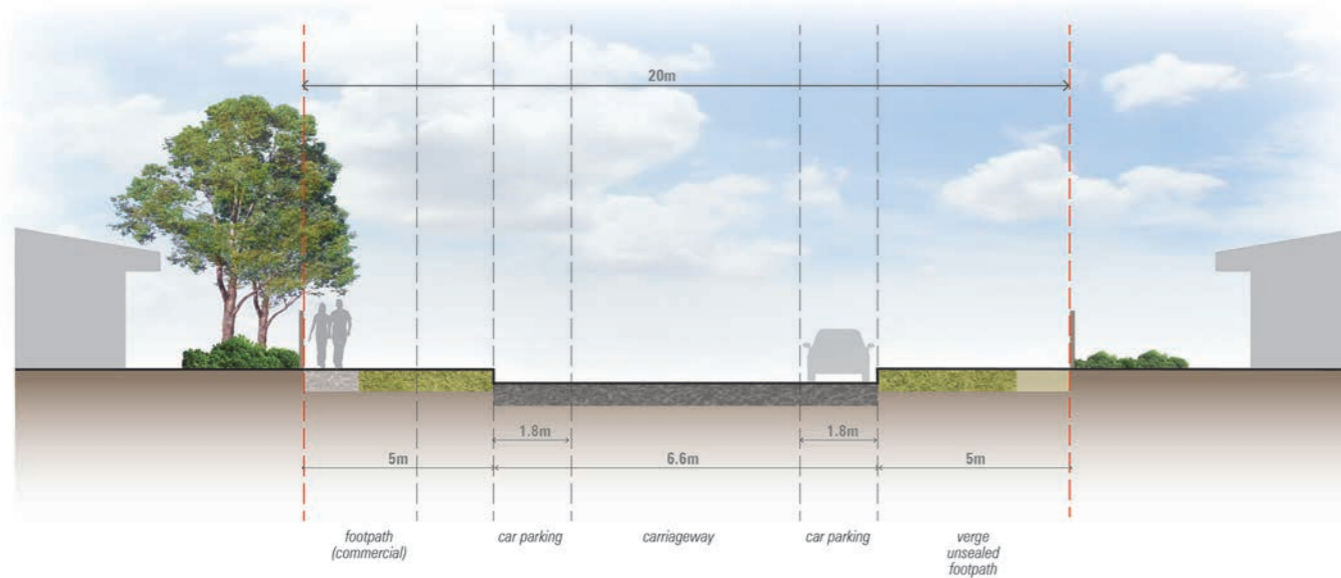 20m
1.8m
1.8m
5m
6.6m
5m
footpath
(commercial)
car parking
carriageway
car parking
verge
unsealed
footpath